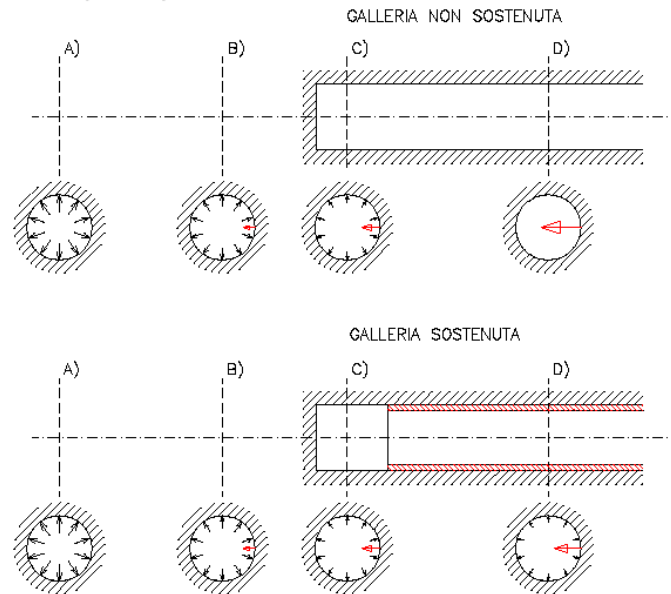 GALLERIA NON SOSTENUTA
A) B) C) D)
GALLERIA SOSTENUTA
A) B) C) D)